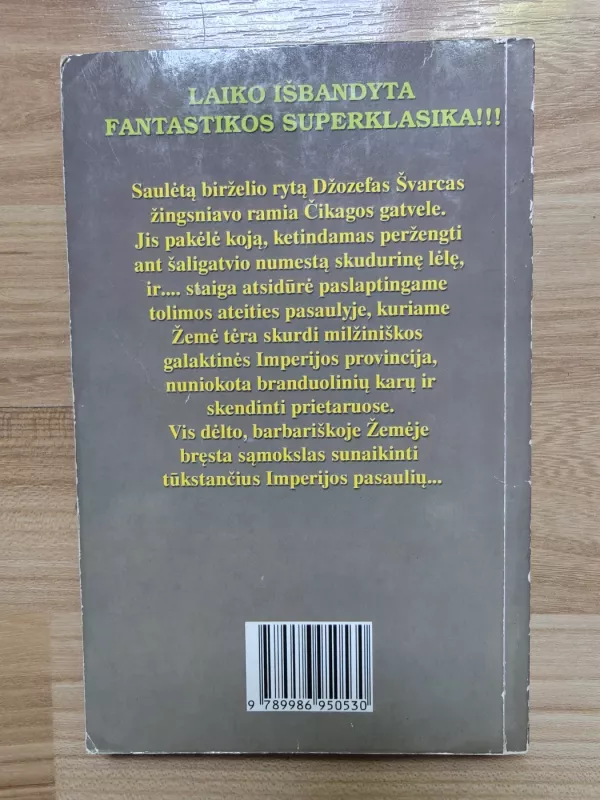 LAIKO IŠBANDYTA
FANTASTIKOS SUPERKLASIKA!!!
Saulėtą birželio rytą Džozefas Švarcas
žingsniavo ramia Čikagos gatvele.
Jis pakėlė koją, ketindamas peržengti
ant šaligatvio numestą skudurinę lėlę,
ir.... staiga atsidūrė paslaptingame
tolimos ateities pasaulyje, kuriame
Žemė tėra skurdi milžiniškos
galaktinės Imperijos provincija,
nuniokota branduolinių karų ir
skendinti prietaruose.
Vis dėlto, barbariškoje Žemėje
bręsta sąmokslas sunaikinti
tūkstančius Imperijos pasaulių...
9 789986 950530